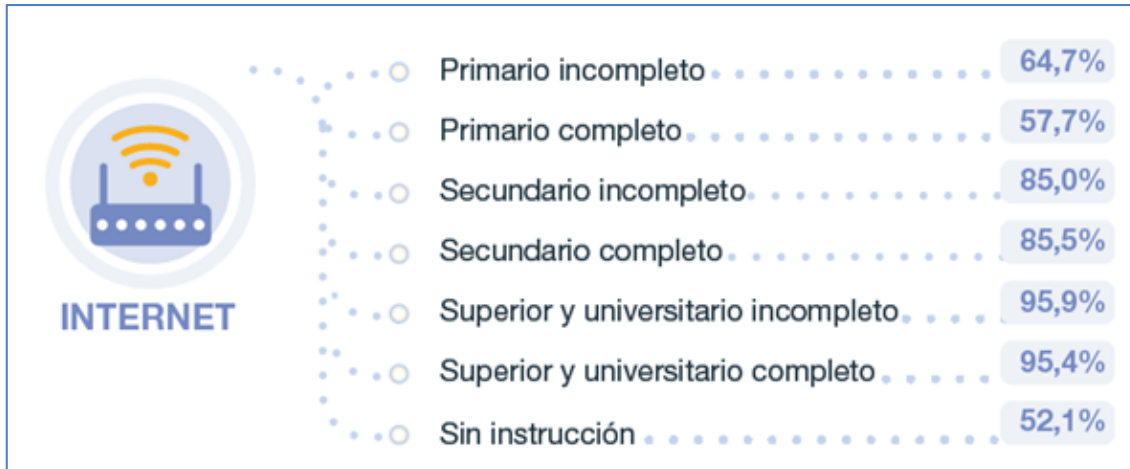 INTERNET
Primario incompleto 64,7%
Primario completo 57,7%
Secundario incompleto 85,0%
Secundario completo 85,5%
Superior y universitario incompleto 95,9%
Superior y universitario completo 95,4%
Sin instrucción 52,1%